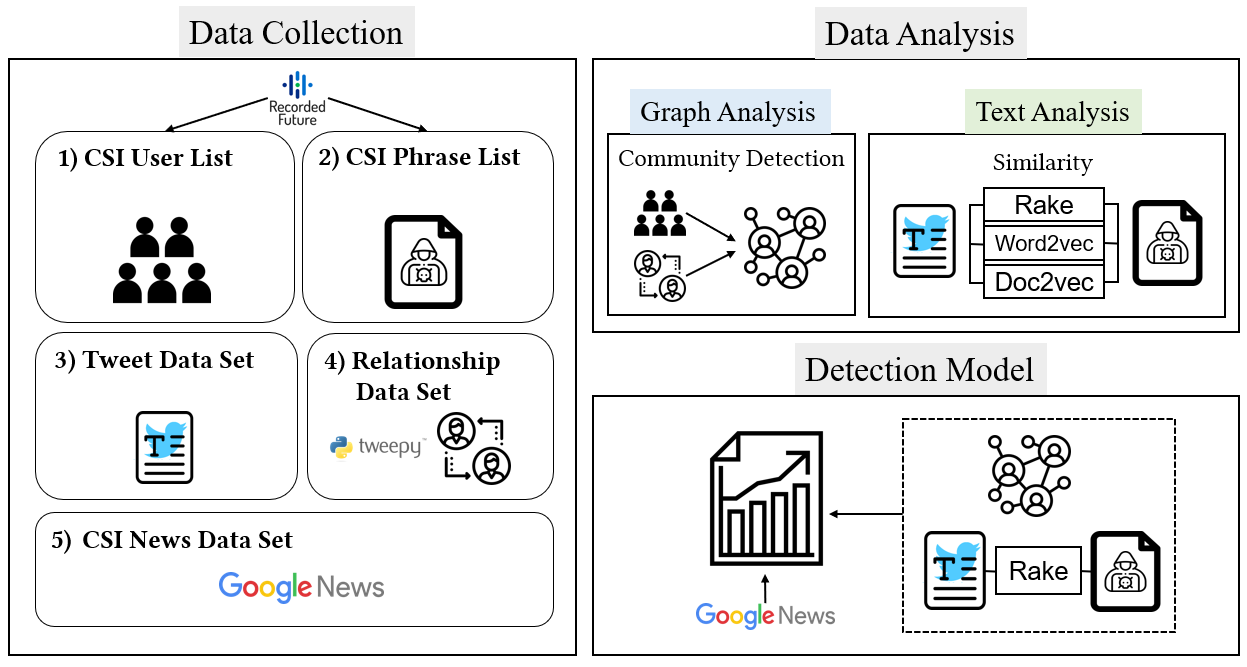 Data Collection
Recorded
Future
1) CSI User List
2) CSI Phrase List
3) Tweet Data Set
4) Relationship
Data Set
tweepy™
5) CSI News Data Set
Google News
Data Analysis
Graph Analysis
Community Detection
Text Analysis
Similarity
T
Rake
Word2vec
Doc2vec
Detection Model
Google News
T
Rake